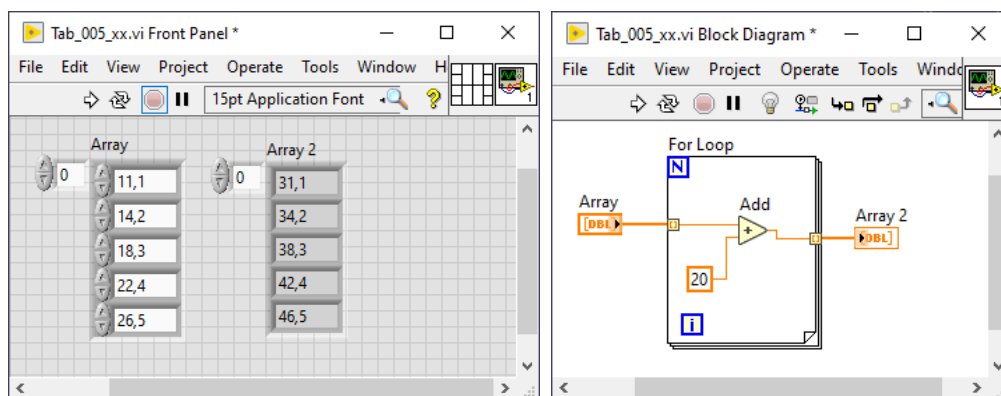 Tab_005_xx.vi Front Panel *
File Edit View Project Operate Tools Window H
15pt Application Font
1
Array
0
11,1
14,2
18,3
22,4
26,5
Array 2
0
31,1
34,2
38,3
42,4
46,5
Tab_005_xx.vi Block Diagram *
File Edit View Project Operate Tools Windo
1
For Loop
N
Array
[DBL]
Add
20
i
Array 2
[DBL]